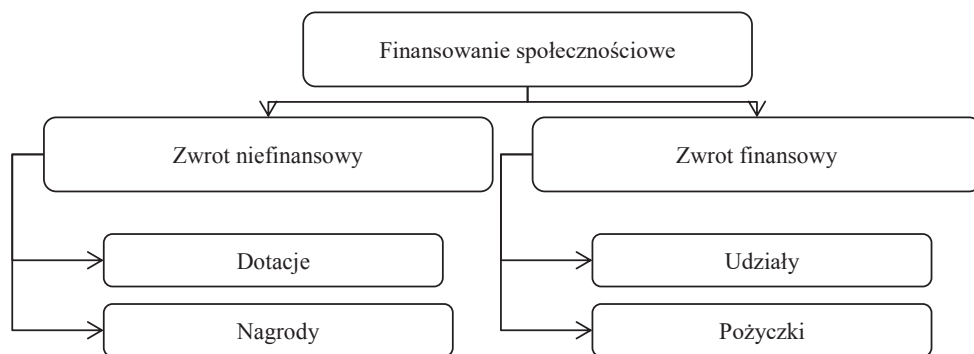 Finansowanie społecznościowe
Zwrot niefinansowy
Zwrot finansowy
Dotacje
Udziały
Nagrody
Pożyczki